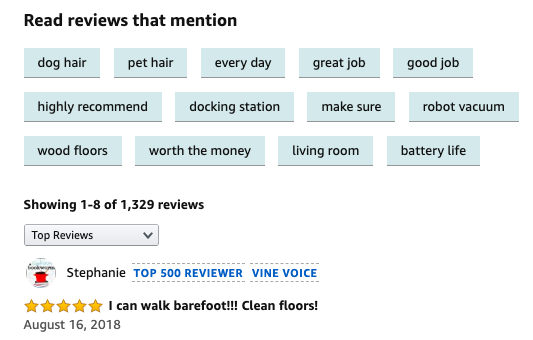 Read reviews that mention
dog hair pet hair every day great job good job
highly recommend docking station make sure robot vacuum
wood floors worth the money living room battery life
Showing 1-8 of 1,329 reviews
Top Reviews
Stephanie TOP 500 REVIEWER VINE VOICE
I can walk barefoot!!! Clean floors!
August 16, 2018